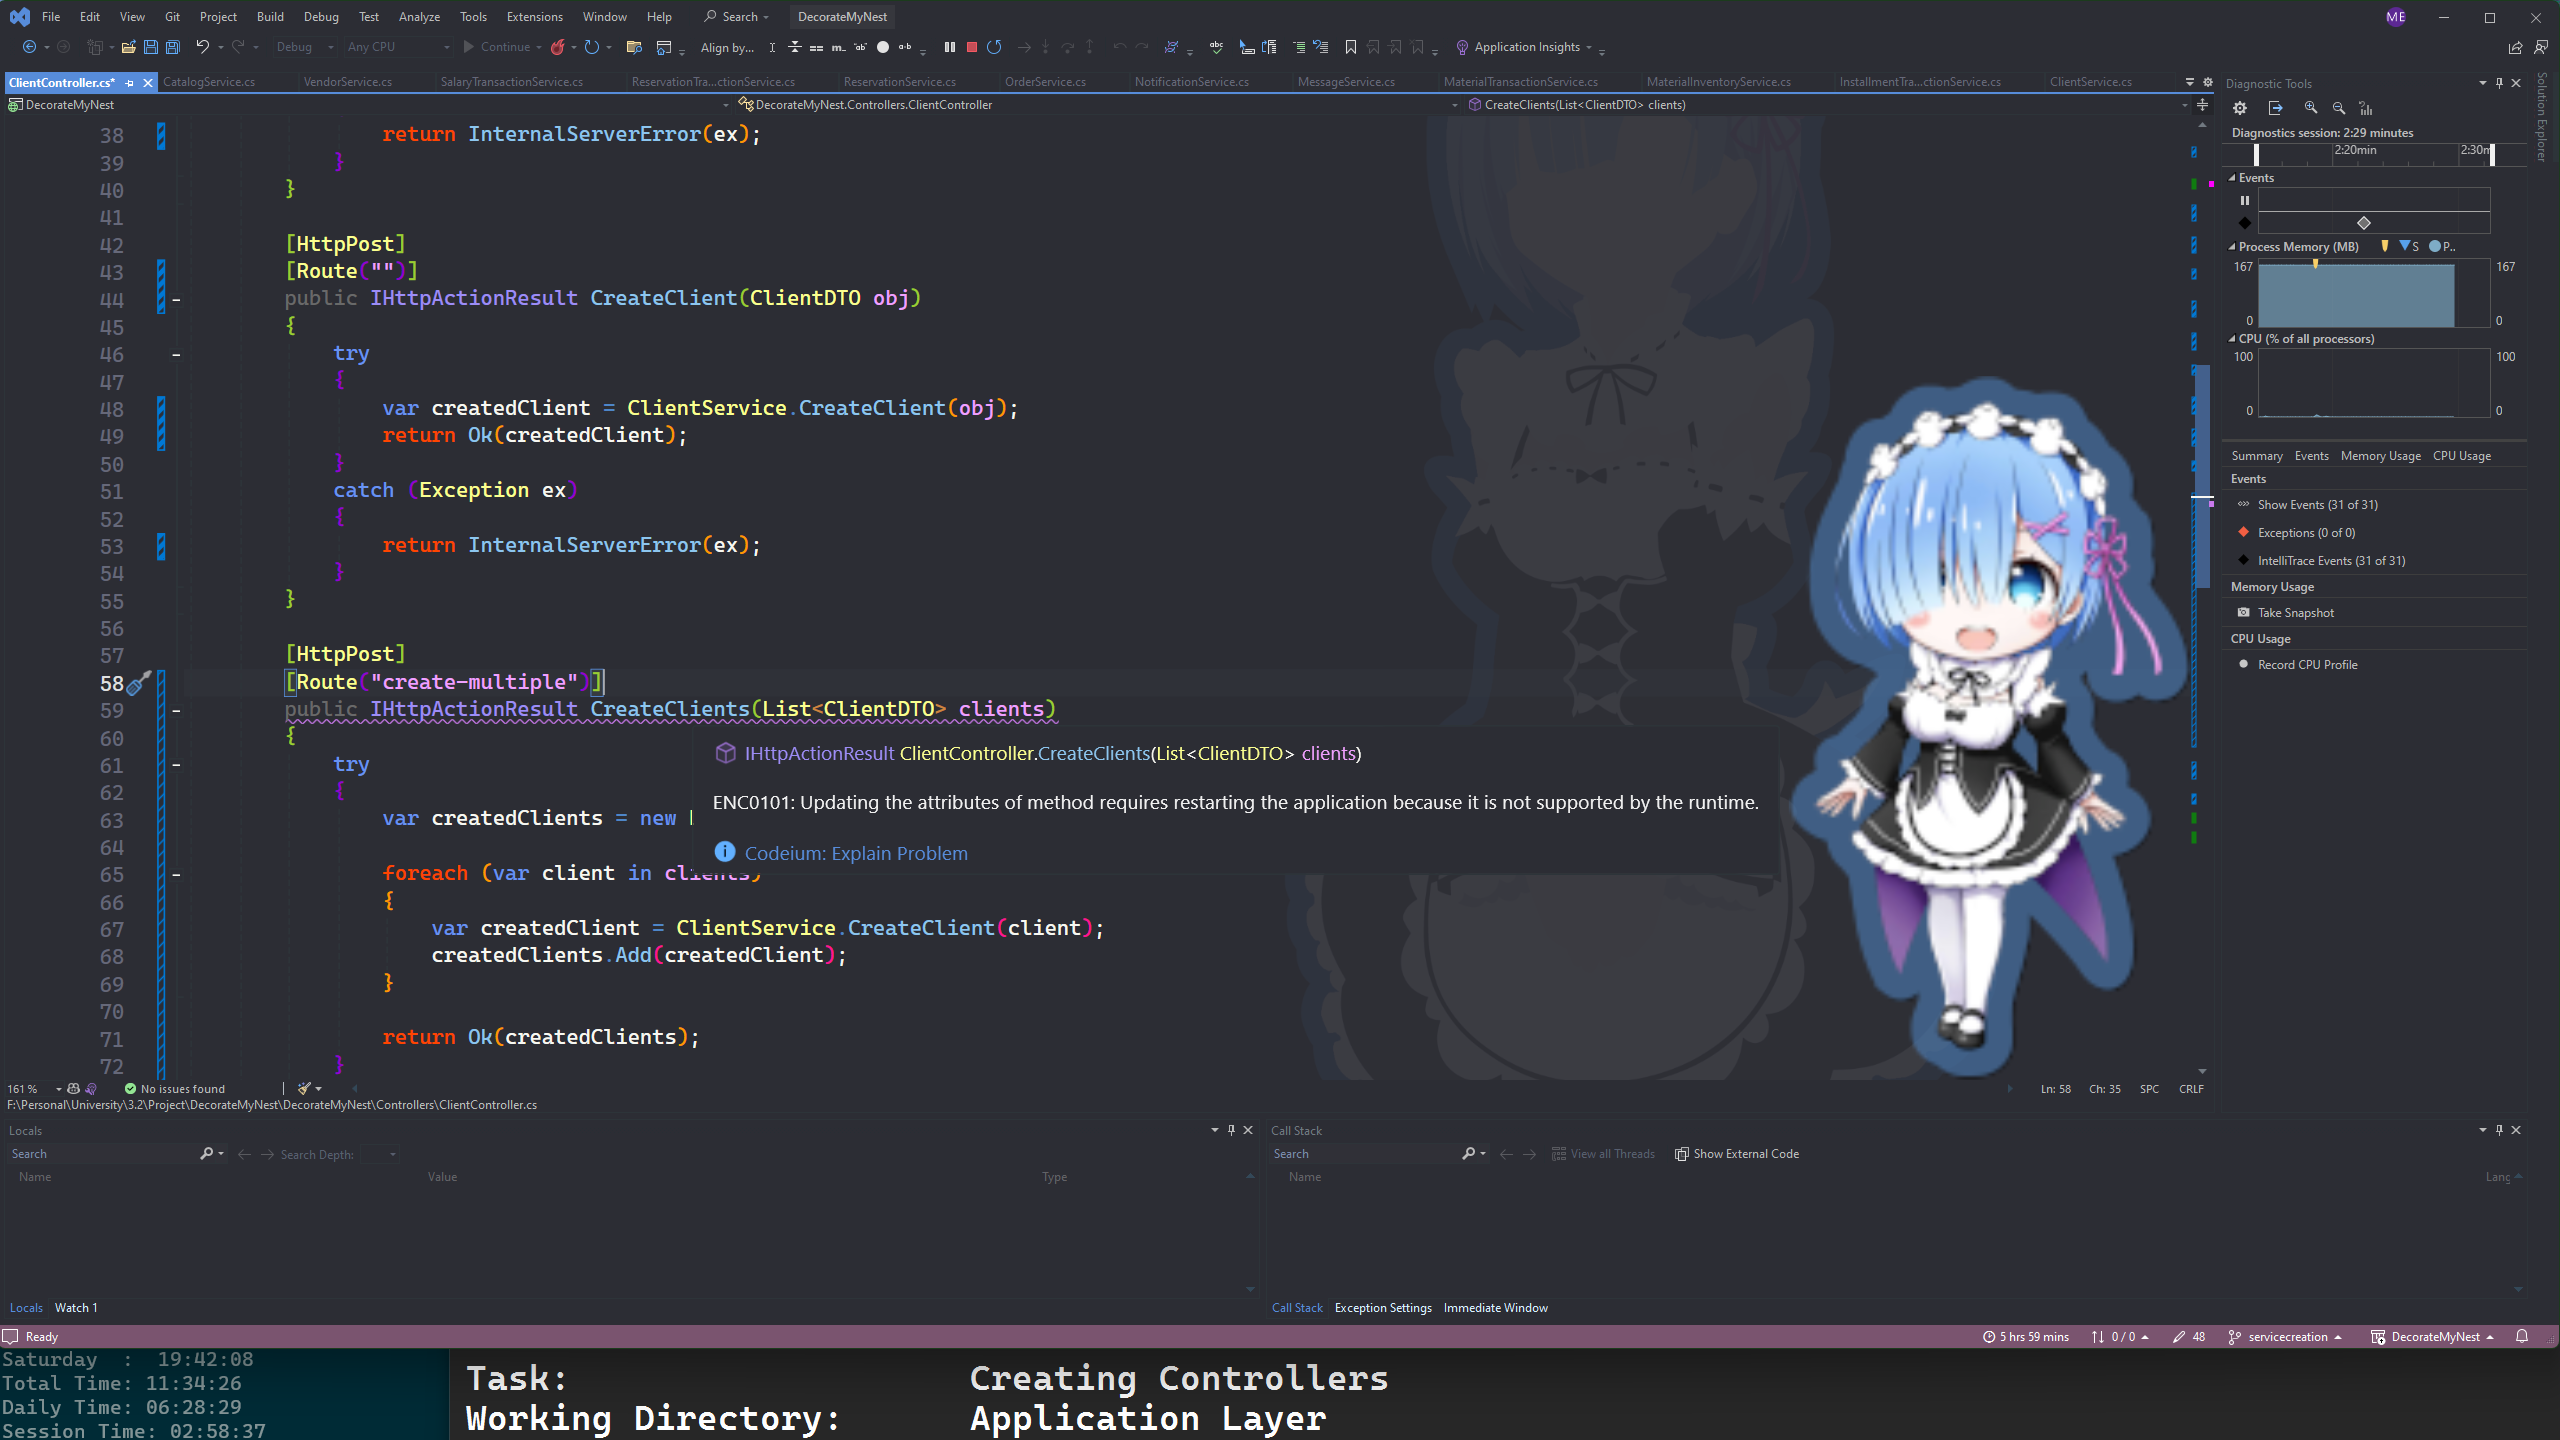 File Edit View Git Project Build Debug Test Analyze Tools Extensions Window Help Search DecorateMyNest ME
Debug Any CPU Continue Align by... Application Insights
ClientController.cs* CatalogService.cs VendorService.cs SalaryTransactionService.cs ReservationTra...ctionService.cs ReservationService.cs OrderService.cs NotificationService.cs MessageService.cs MaterialTransactionService.cs MaterialInventoryService.cs InstallmentTra...ctionService.cs ClientService.cs
DecorateMyNest DecorateMyNest.Controllers.ClientController CreateClients(List<ClientDTO> clients)
38 return InternalServerError(ex);
39 }
40 }
41
42 [HttpPost]
43 [Route("")]
44 public IHttpActionResult CreateClient(ClientDTO obj)
45 {
46 try
47 {
48 var createdClient = ClientService.CreateClient(obj);
49 return Ok(createdClient);
50 }
51 catch (Exception ex)
52 {
53 return InternalServerError(ex);
54 }
55 }
56
57 [HttpPost]
58 [Route("create-multiple")]
59 public IHttpActionResult CreateClients(List<ClientDTO> clients)
60 {
IHttpActionResult ClientController.CreateClients(List<ClientDTO> clients)
ENC0101: Updating the attributes of method requires restarting the application because it is not supported by the runtime.
Codeium: Explain Problem
61 try
62 {
63 var createdClients = new
64
65 foreach (var client in clients)
66 {
67 var createdClient = ClientService.CreateClient(client);
68 createdClients.Add(createdClient);
69 }
70
71 return Ok(createdClients);
72 }
161 % No issues found Ln: 58 Ch: 35 SPC CRLF
F:\Personal\University\3.2\Project\DecorateMyNest\DecorateMyNest\Controllers\ClientController.cs
Diagnostic Tools
Diagnostics session: 2:29 minutes
2:20min 2:30m
Events
Process Memory (MB) S P..
167 167
0 0
CPU (% of all processors)
100 100
0 0
Summary Events Memory Usage CPU Usage
Events
Show Events (31 of 31)
Exceptions (0 of 0)
IntelliTrace Events (31 of 31)
Memory Usage
Take Snapshot
CPU Usage
Record CPU Profile
Solution Explorer
Locals
Search Search Depth:
Name Value Type
Locals Watch 1
Call Stack
Search View all Threads Show External Code
Name Lang
Call Stack Exception Settings Immediate Window
Ready 5 hrs 59 mins 0 / 0 48 servicecreation DecorateMyNest
Saturday : 19:42:08
Total Time: 11:34:26
Daily Time: 06:28:29
Session Time: 02:58:37
Task: Creating Controllers
Working Directory: Application Layer